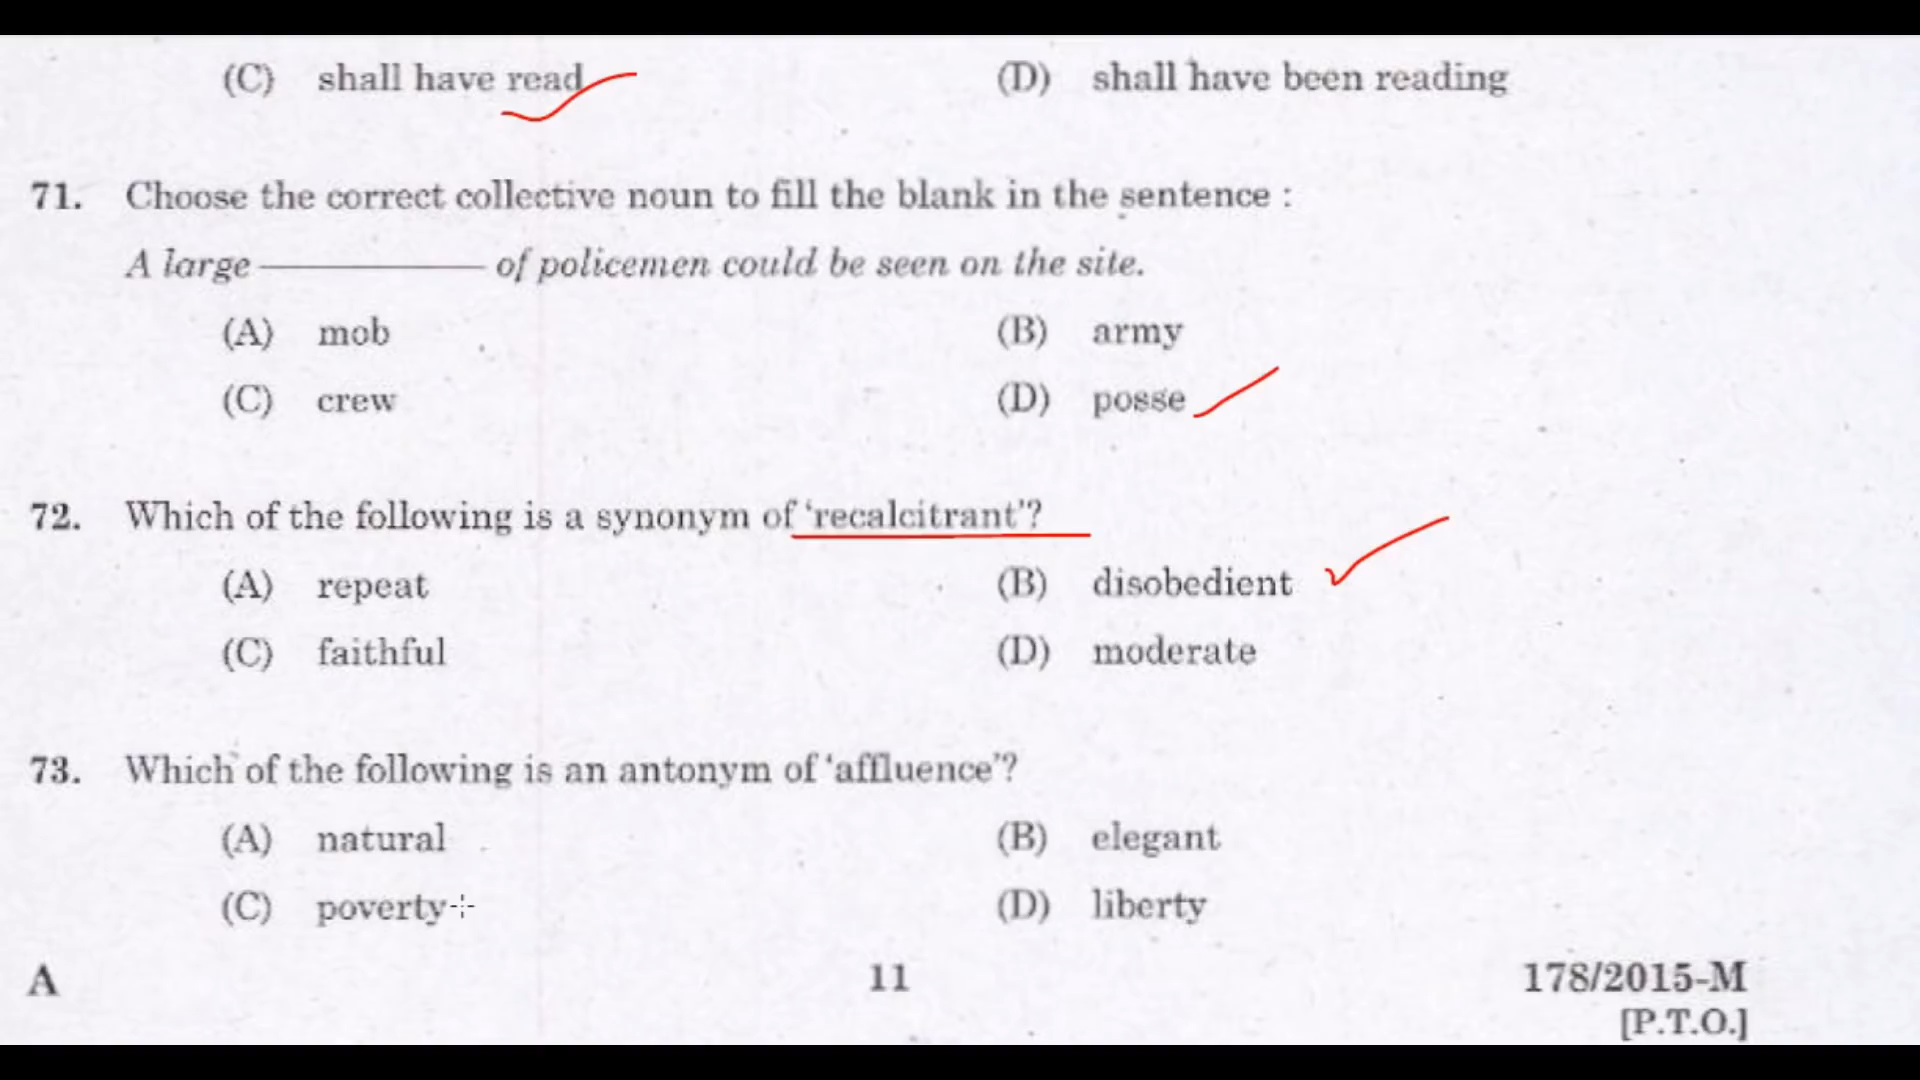 (C) shall have read (D) shall have been reading
71. Choose the correct collective noun to fill the blank in the sentence :
A large ————— of policemen could be seen on the site.
(A) mob (B) army
(C) crew (D) posse
72. Which of the following is a synonym of ‘recalcitrant’?
(A) repeat (B) disobedient
(C) faithful (D) moderate
73. Which of the following is an antonym of ‘affluence’?
(A) natural (B) elegant
(C) poverty (D) liberty
A 11 178/2015-M
[P.T.O.]